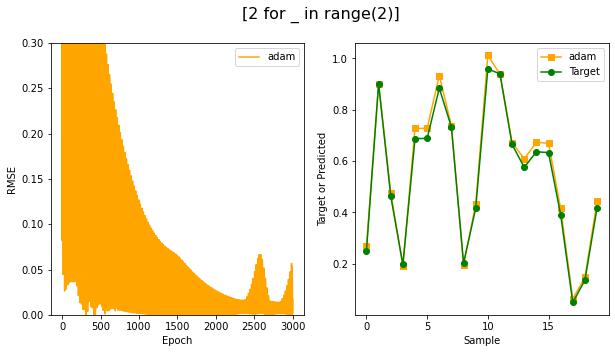 [2 for _ in range(2)]
0.30
0.25
0.20
0.15
0.10
0.05
0.00
RMSE
0
500
1000
1500
2000
2500
3000
Epoch
adam
1.0
0.8
0.6
0.4
0.2
Target or Predicted
0
5
10
15
Sample
adam
Target